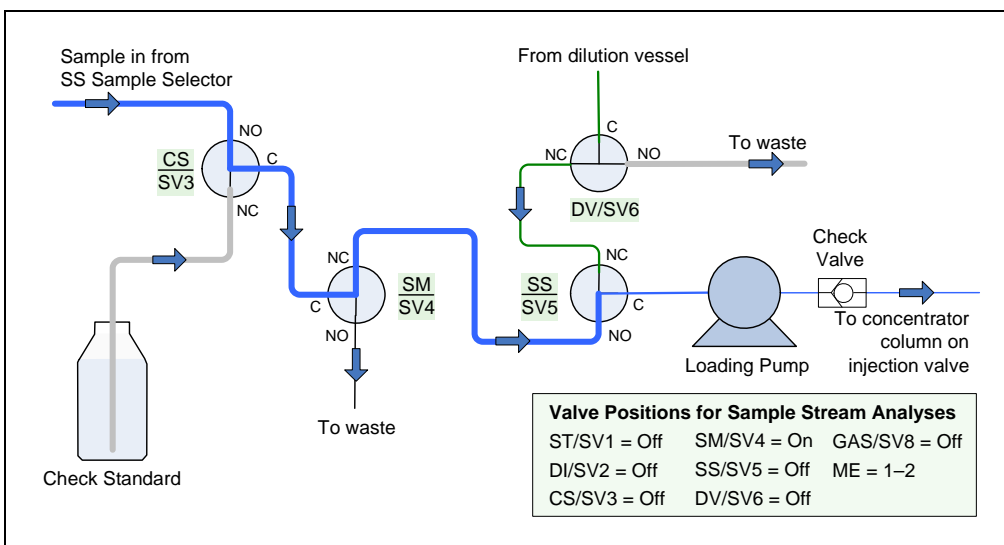 Sample in from
SS Sample Selector
From dilution vessel
NO
C
CS
SV3
NC
C
NC
NO
To waste
DV/SV6
NC
C
SM
SV4
NO
To waste
NC
SS
SV5
C
NO
Check
Valve
Loading Pump
To concentrator
column on
injection valve
Check Standard
Valve Positions for Sample Stream Analyses
ST/SV1 = Off SM/SV4 = On GAS/SV8 = Off
DI/SV2 = Off SS/SV5 = Off ME = 1–2
CS/SV3 = Off DV/SV6 = Off